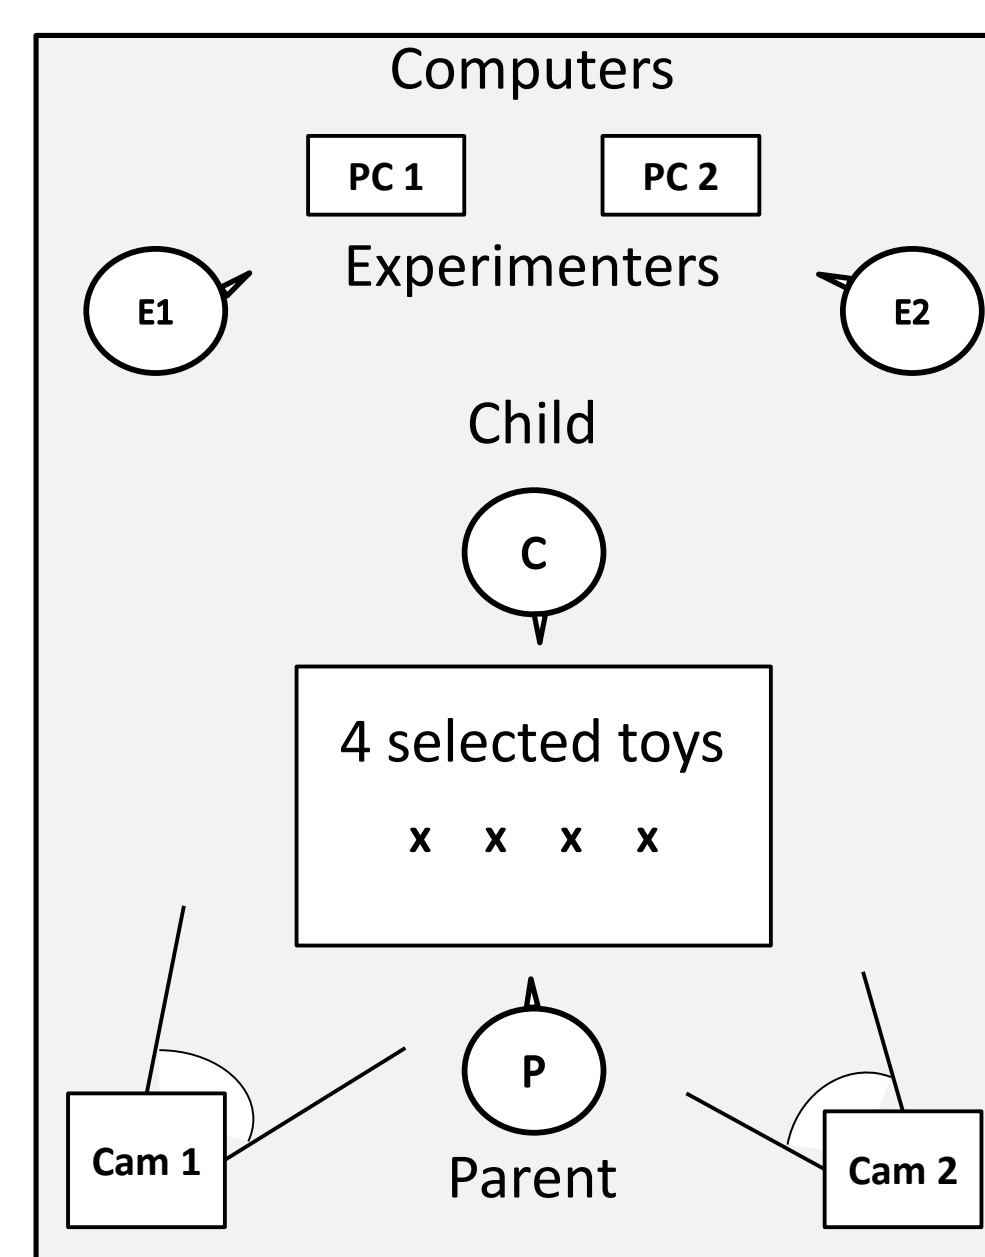 Computers
PC 1 PC 2
Experimenters
E1 E2
Child
C
4 selected toys
x x x x
P
Cam 1 Cam 2
Parent